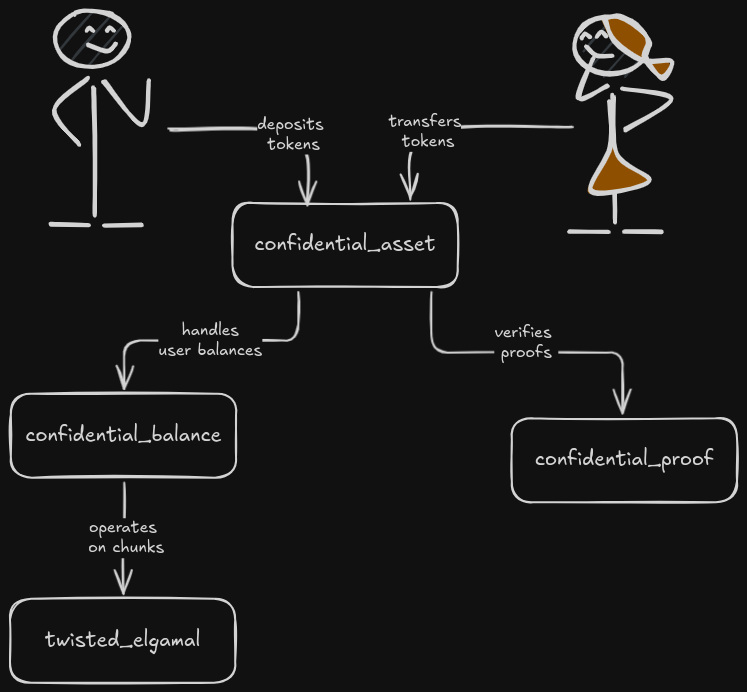 deposits
tokens
transfers
tokens
confidential_asset
handles
user balances
verifies
proofs
confidential_balance
confidential_proof
operates
on chunks
twisted_elgamal